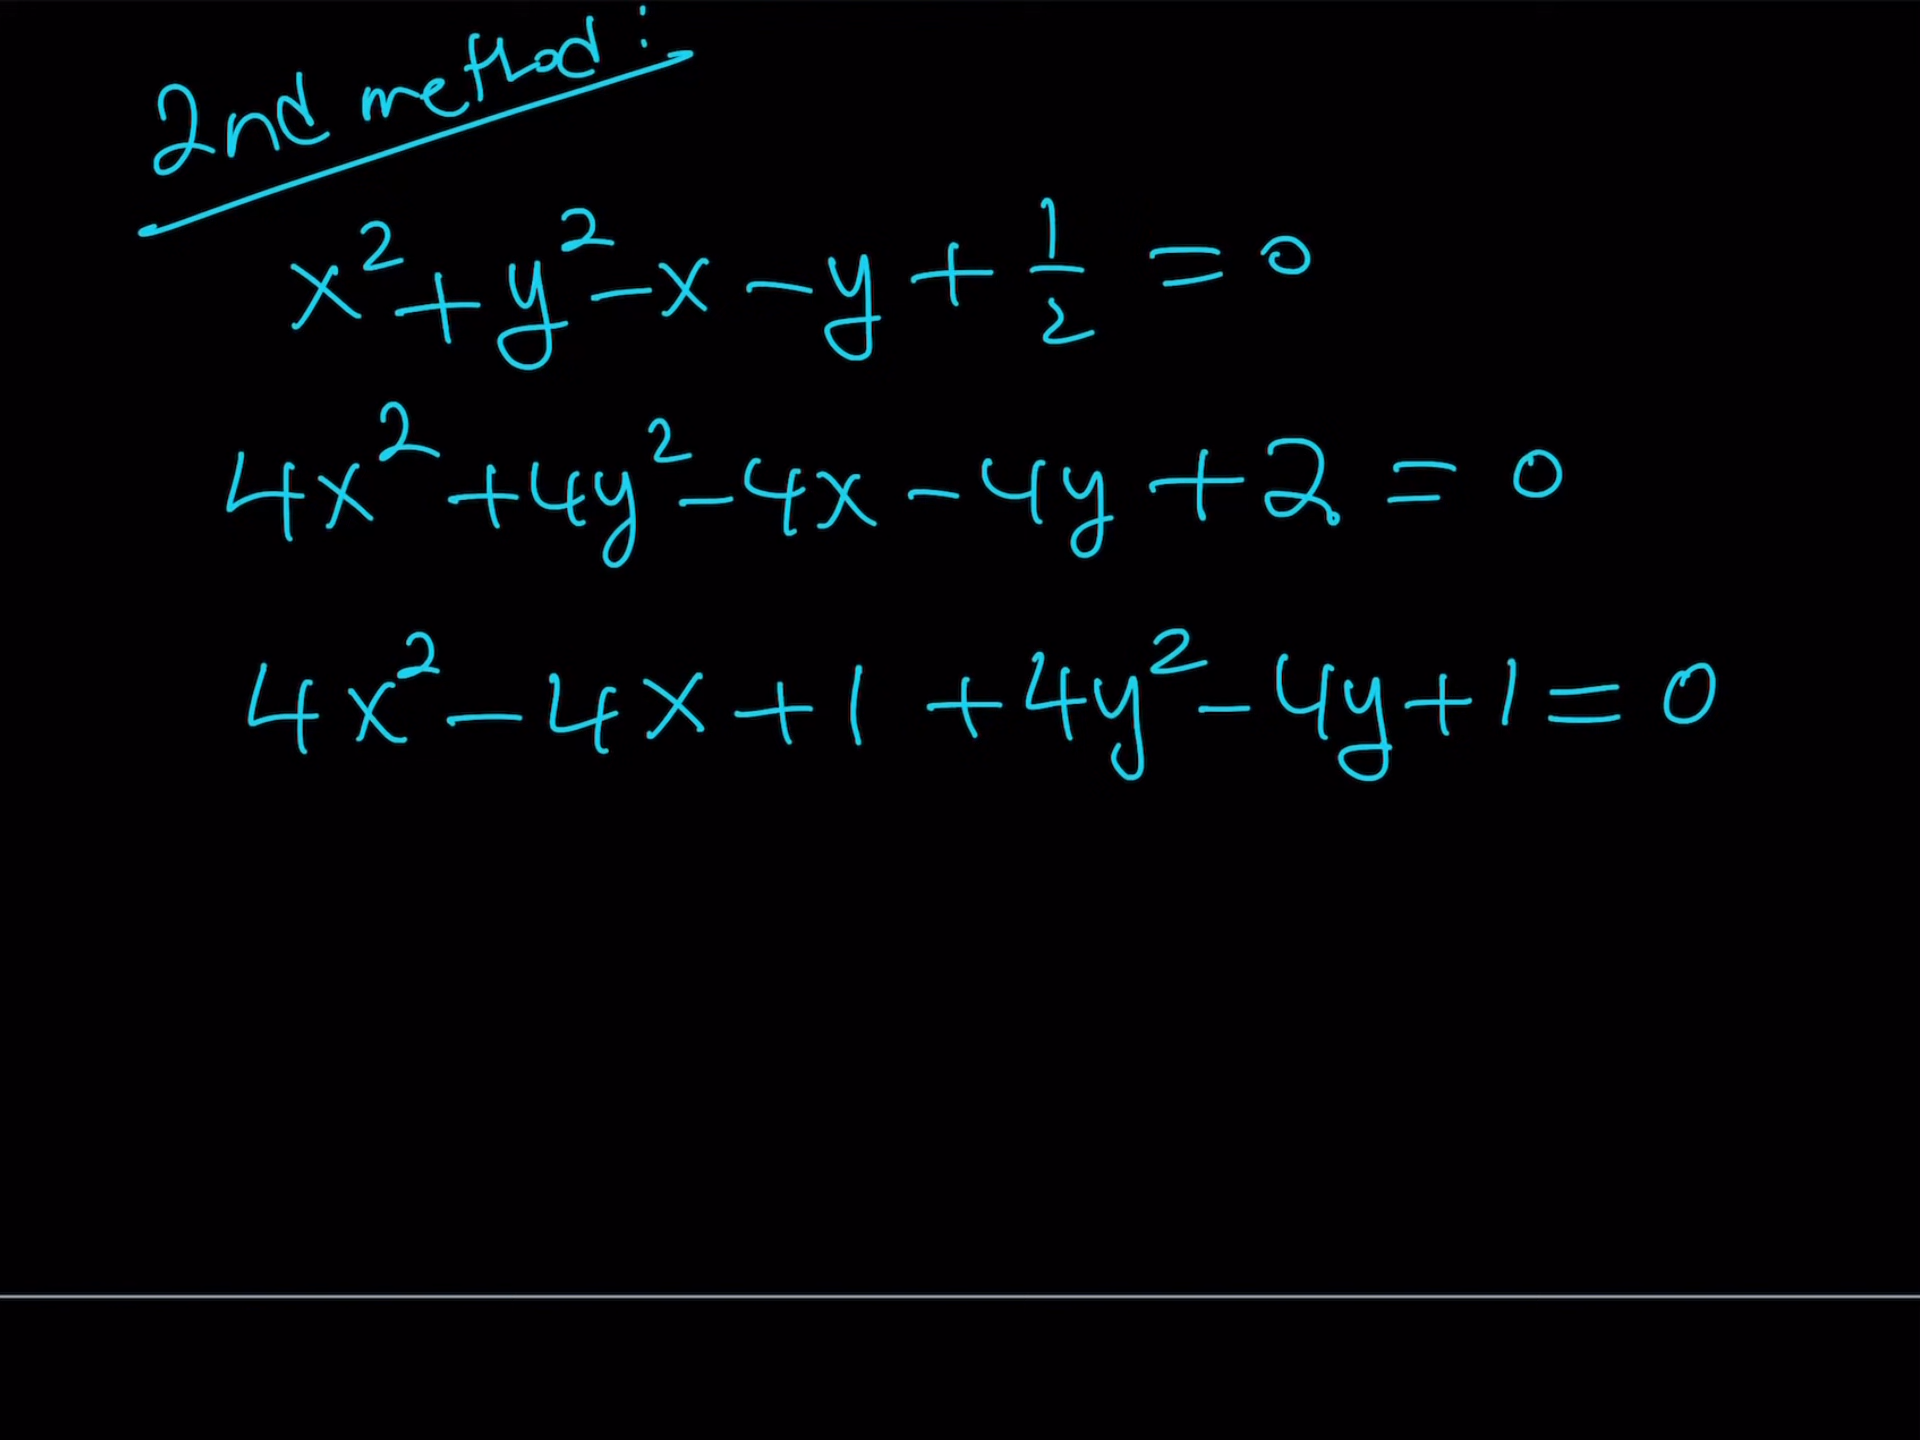 2nd method:
x² + y² - x - y + 1/2 = 0
4x² + 4y² - 4x - 4y + 2 = 0
4x² - 4x + 1 + 4y² - 4y + 1 = 0